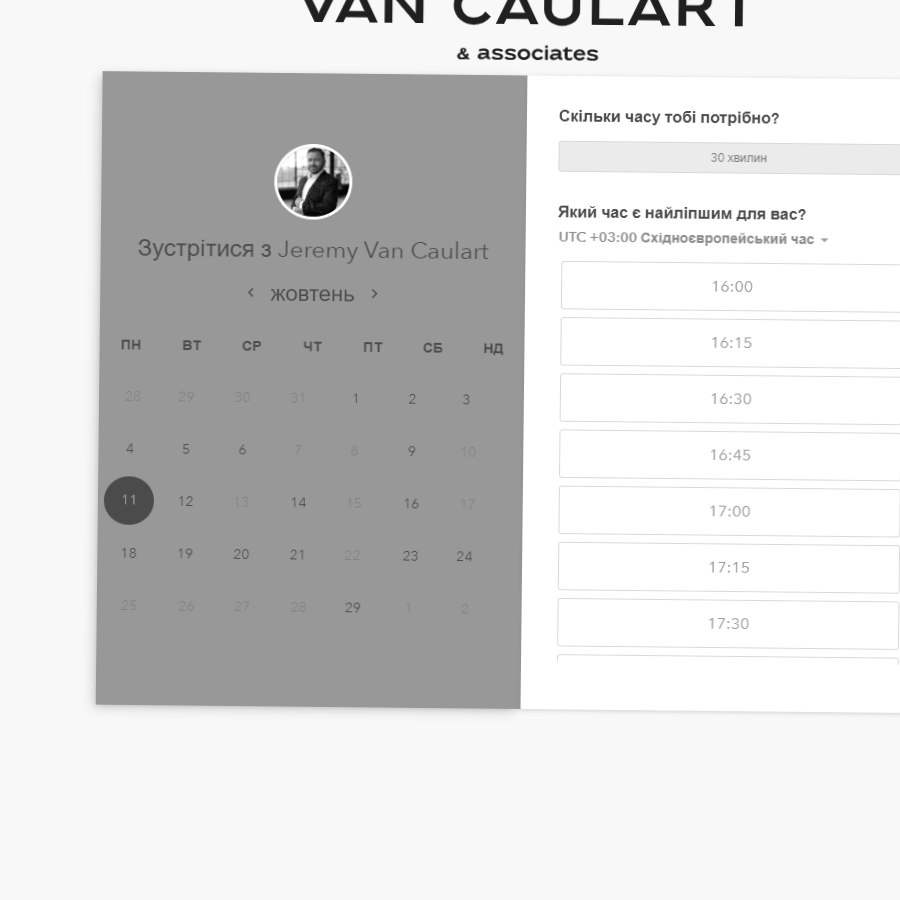 VAN CAULART
& associates
Зустрітися з Jeremy Van Caulart
жовтень
ПН ВТ СР ЧТ ПТ СБ НД
28 29 30 31 1 2 3
4 5 6 7 8 9 10
11 12 13 14 15 16 17
18 19 20 21 22 23 24
25 26 27 28 29 1 2
Скільки часу тобі потрібно?
30 хвилин
Який час є найліпшим для вас?
UTC +03:00 Східноєвропейський час
16:00
16:15
16:30
16:45
17:00
17:15
17:30